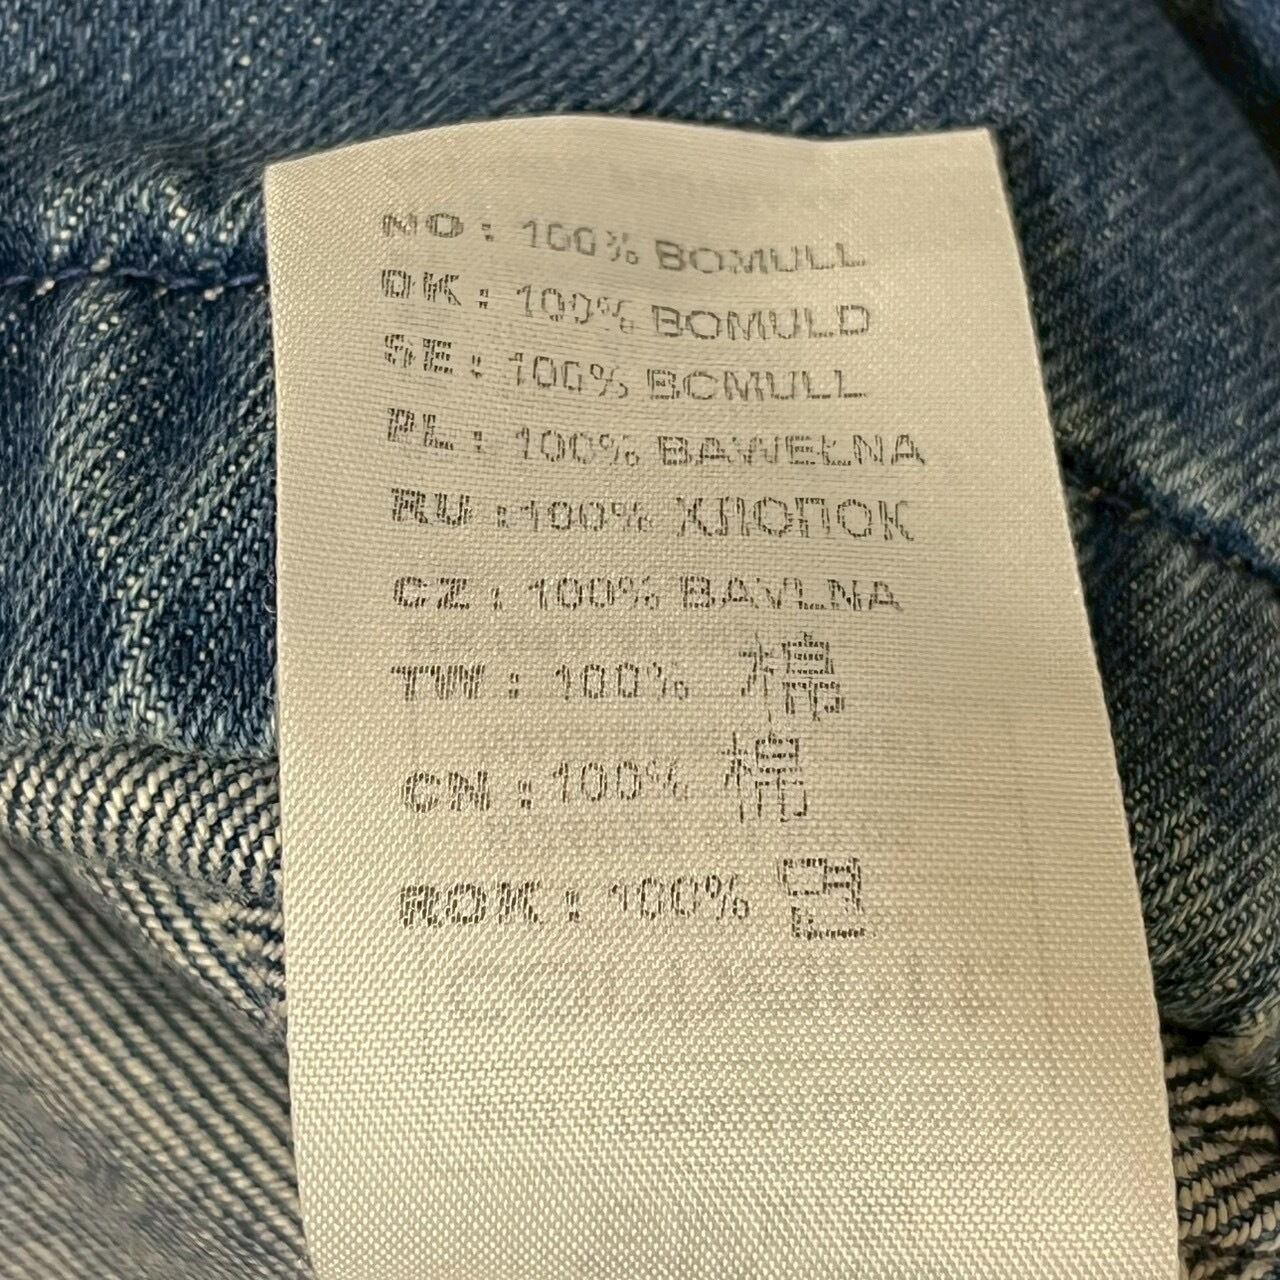 NO : 100% BOMULL
DK : 100% BOMULD
SE : 100% BOMULL
PL : 100% BAWEŁNA
RU : 100% ХЛОПОК
CZ : 100% BAVLNA
TW : 100% 棉
CN : 100% 棉
ROK : 100% 면